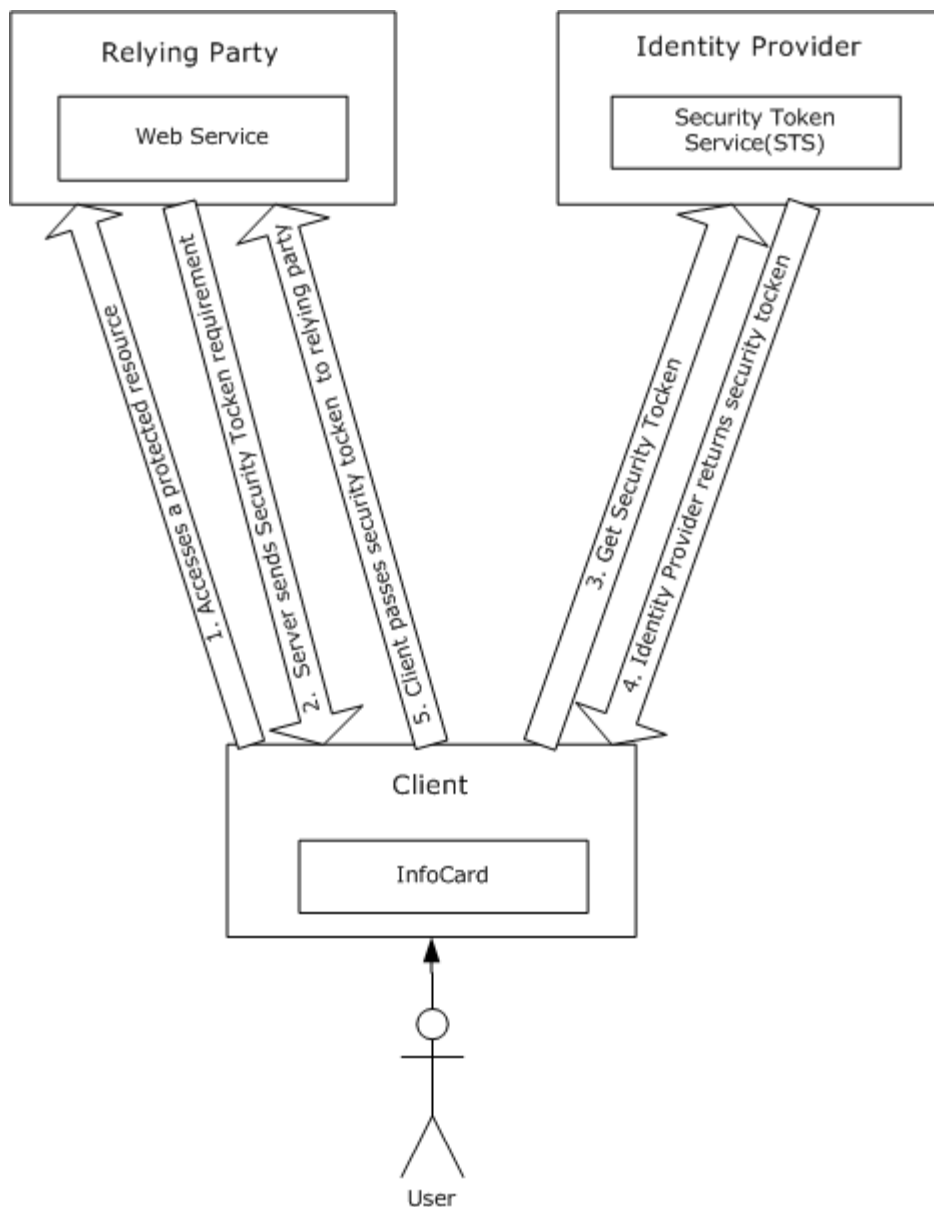 Relying Party
Web Service
Identity Provider
Security Token
Service(STS)
1. Accesses a protected resource
2. Server sends Security Tocken requirement
5. Client passes security tocken to relying party
3. Get Security Tocken
4. Identity Provider returns security tocken
Client
InfoCard
User